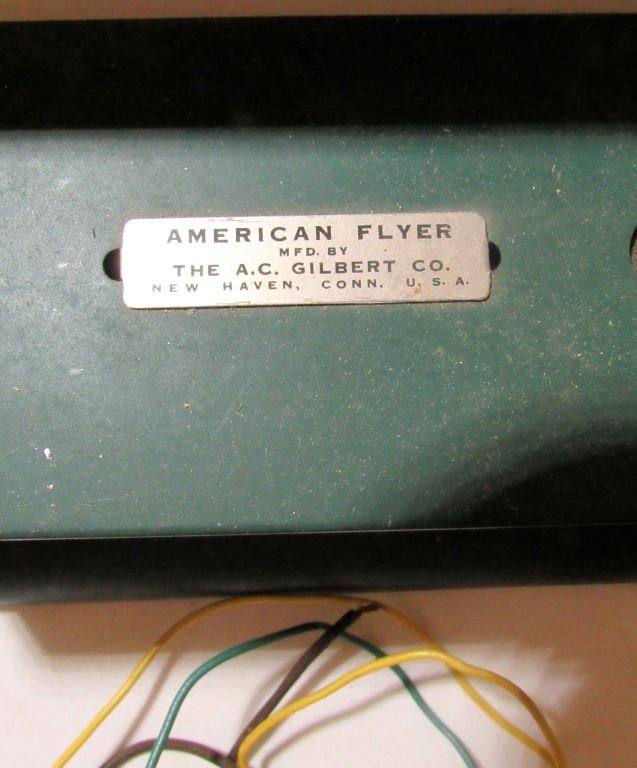 AMERICAN FLYER
MFD. BY
THE A.C. GILBERT CO.
NEW HAVEN, CONN. U.S.A.